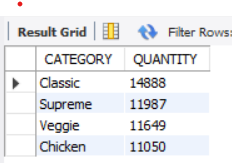 Result Grid Filter Rows:
CATEGORY QUANTITY
Classic 14888
Supreme 11987
Veggie 11649
Chicken 11050